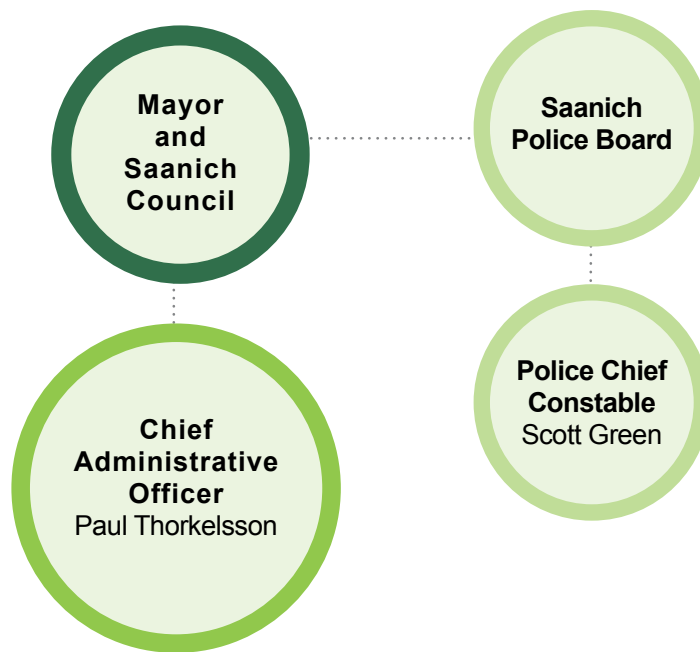 Mayor
and
Saanich
Council
Saanich
Police Board
Police Chief
Constable
Scott Green
Chief
Administrative
Officer
Paul Thorkelsson